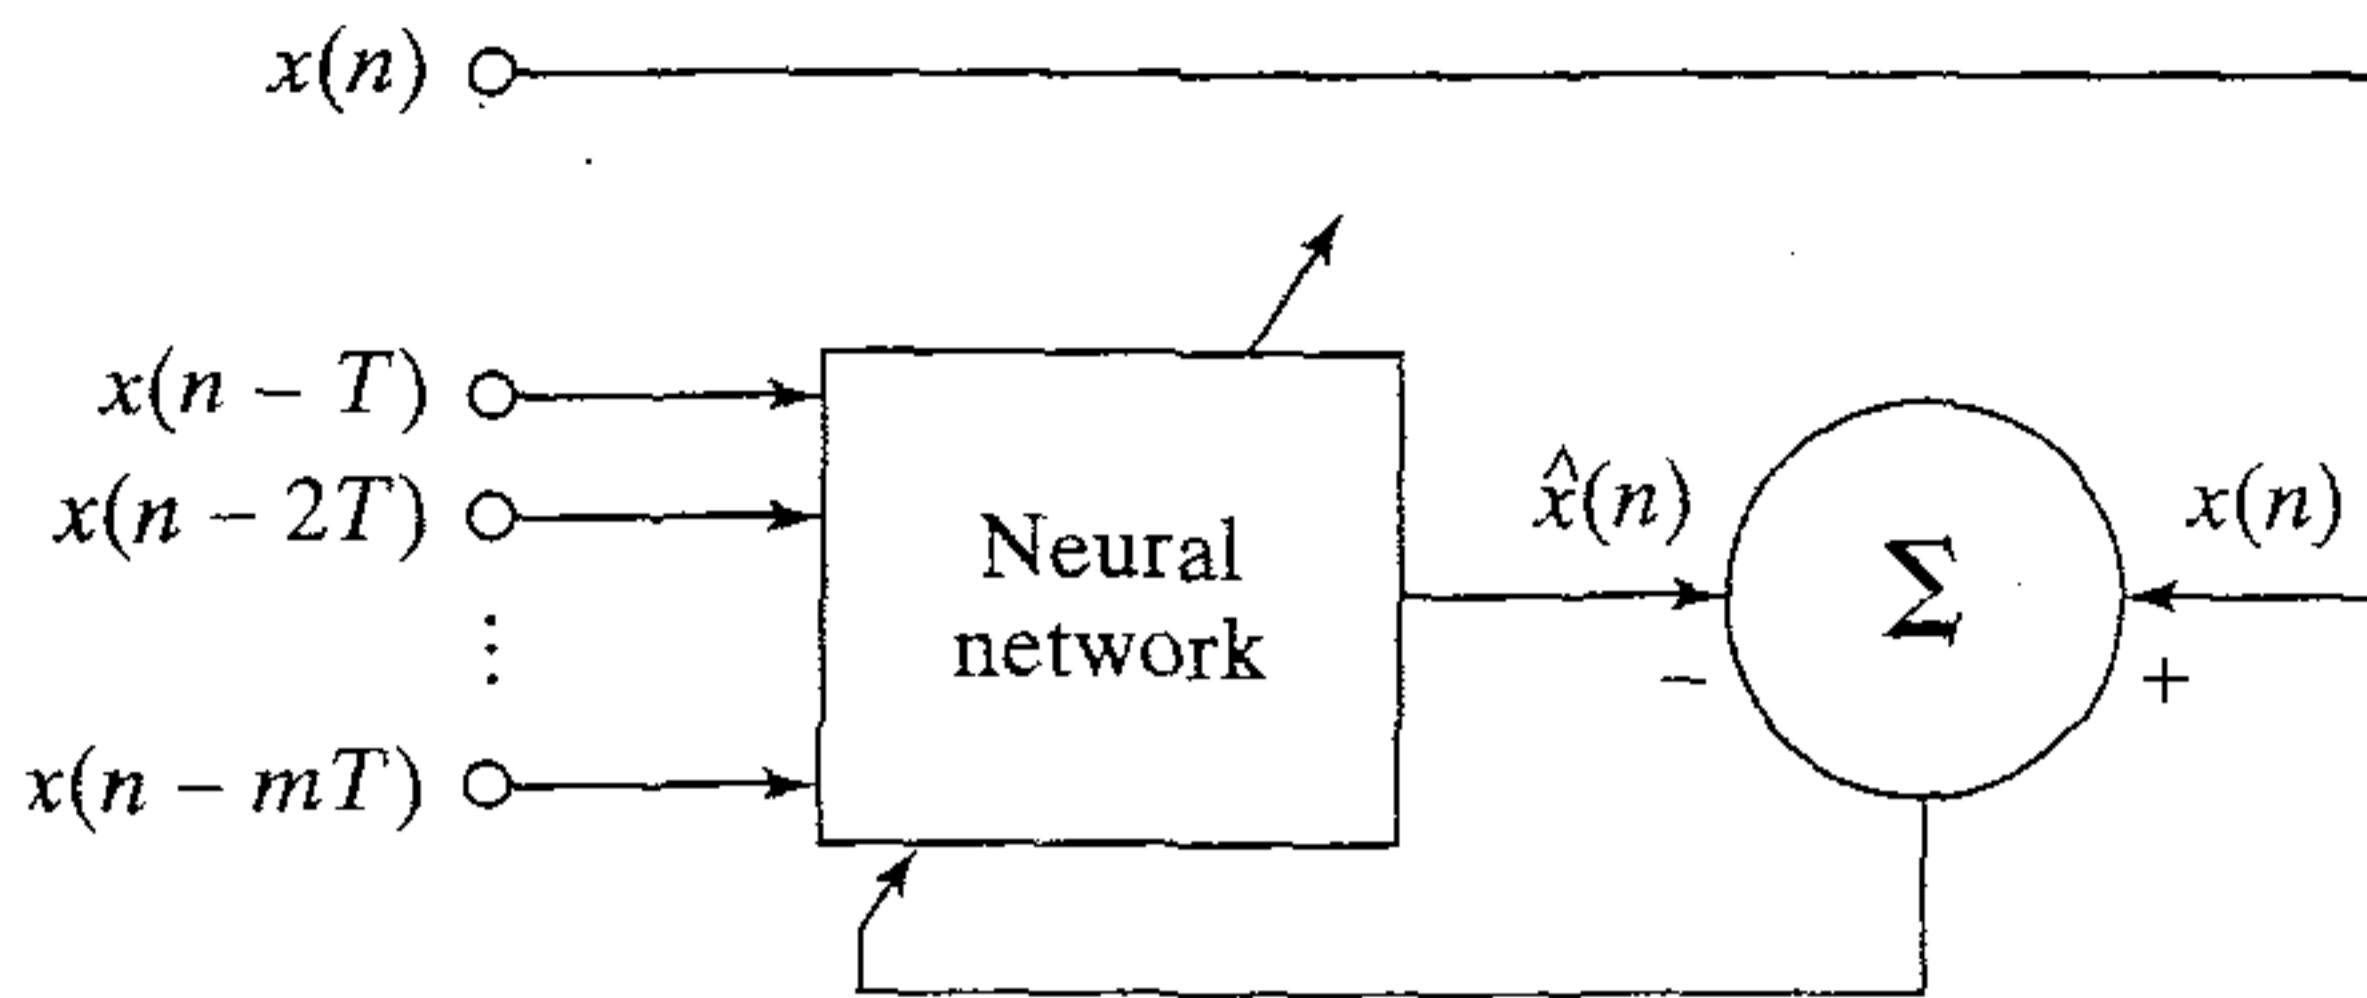 x(n)
x(n − T)
x(n − 2T)
⋮
x(n − mT)
Neural
network
x̂(n)
−
Σ
x(n)
+